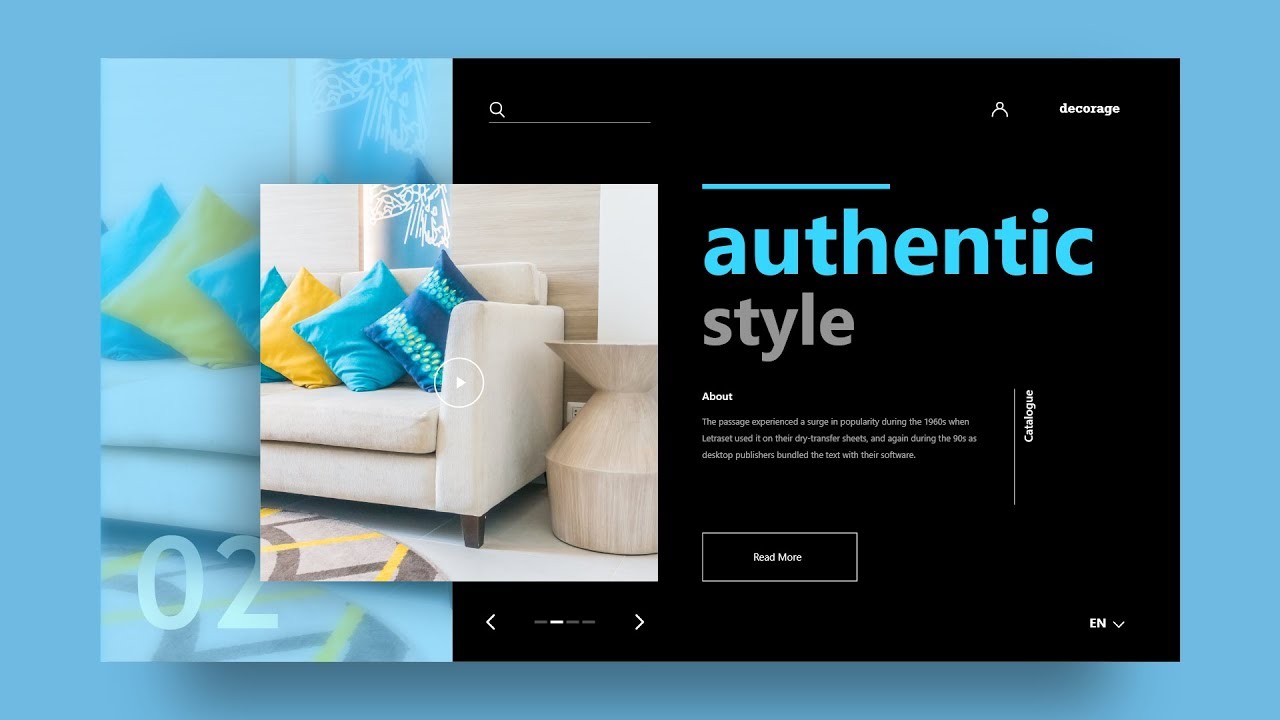 decorage
authentic
style
About
The passage experienced a surge in popularity during the 1960s when
Letraset used it on their dry-transfer sheets, and again during the 90s as
desktop publishers bundled the text with their software.
Catalogue
Read More
02
EN